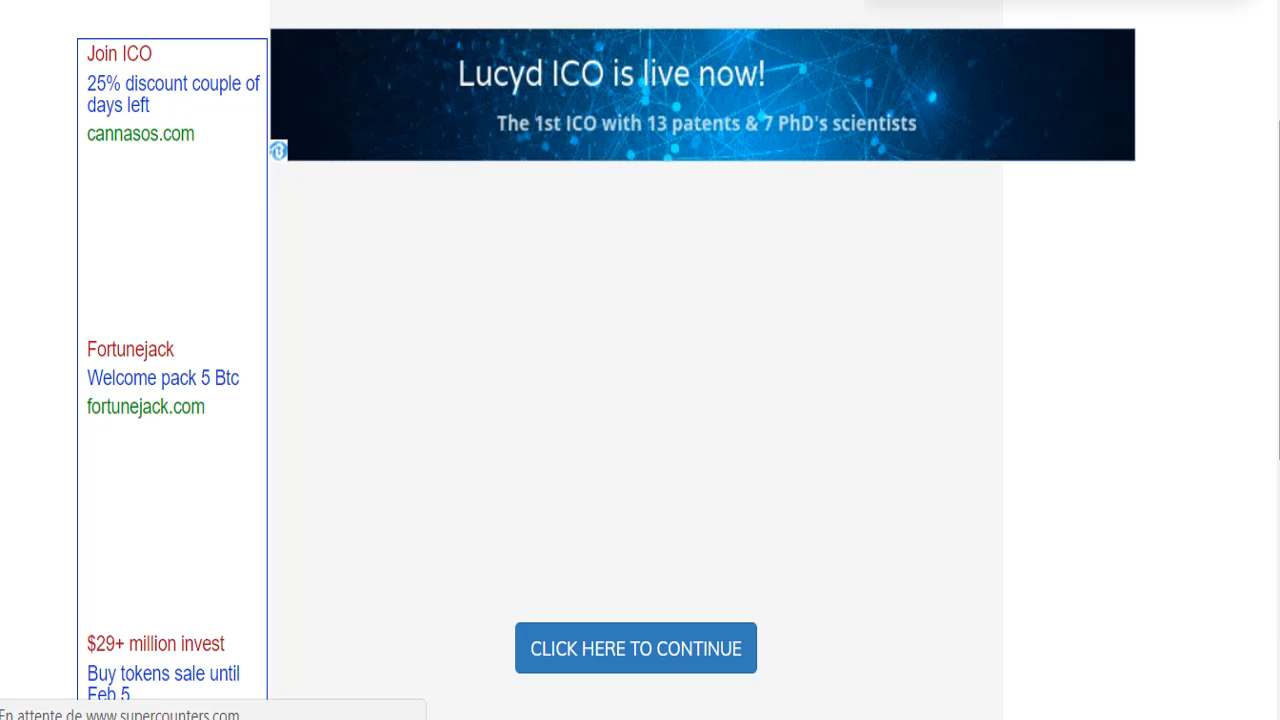 Join ICO
25% discount couple of
days left
cannasos.com
Lucyd ICO is live now!
The 1st ICO with 13 patents & 7 PhD's scientists
Fortunejack
Welcome pack 5 Btc
fortunejack.com
$29+ million invest
Buy tokens sale until
Feb 5
CLICK HERE TO CONTINUE
En attente de www.supercounters.com